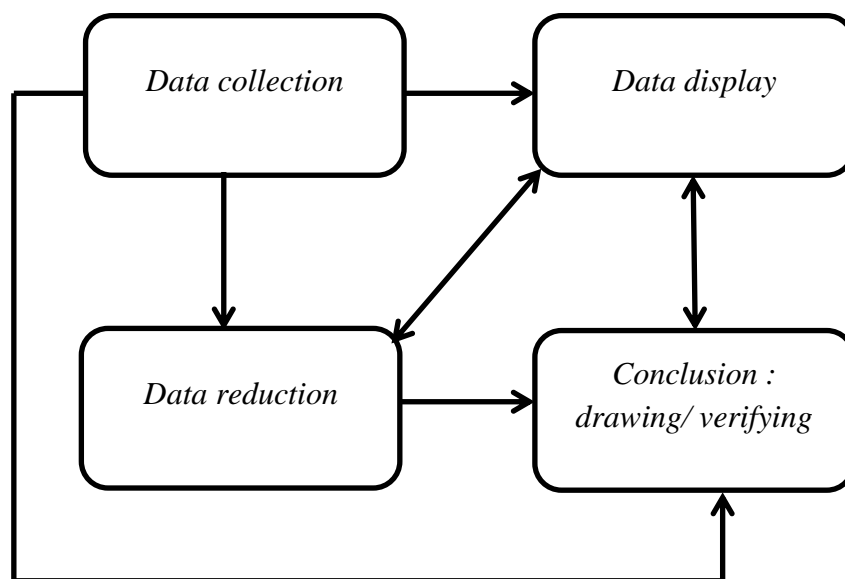 Data collection
Data display
Data reduction
Conclusion :
drawing/ verifying